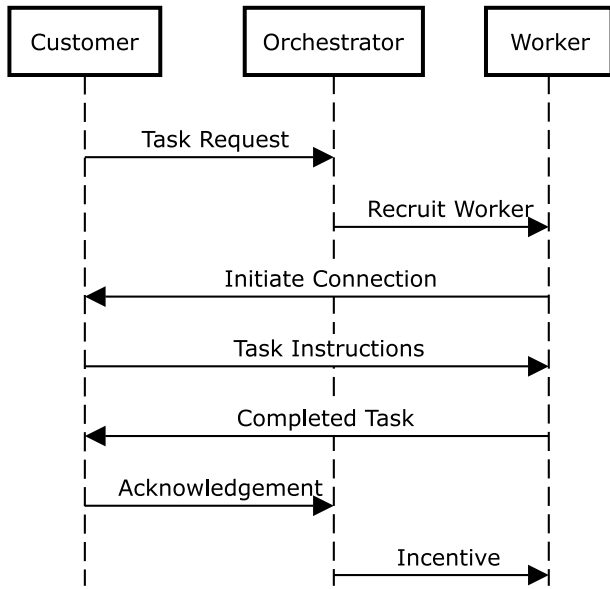 Customer
Orchestrator
Worker
Task Request
Recruit Worker
Initiate Connection
Task Instructions
Completed Task
Acknowledgement
Incentive